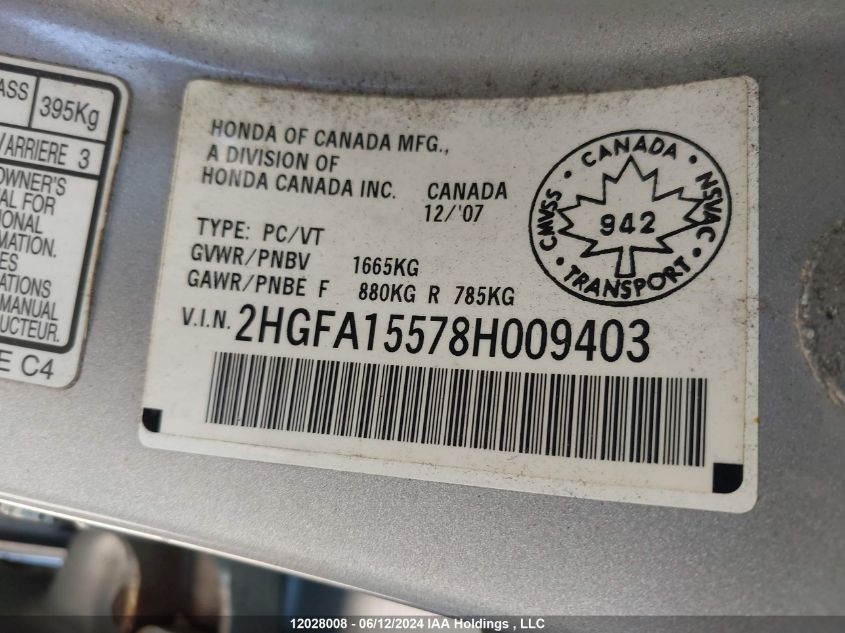 ASS 395Kg
/ARRIERE 3
OWNER'S
AL FOR
IONAL
MATION.
ES
ATIONS
MANUAL
UCTEUR.
E C4
HONDA OF CANADA MFG.,
A DIVISION OF
HONDA CANADA INC. CANADA
12/'07
TYPE: PC/VT
GVWR/PNBV 1665KG
GAWR/PNBE F 880KG R 785KG
V.I.N. 2HGFA15578H009403
CANADA
CMVSS
NSVAC
942
TRANSPORT
12028008 - 06/12/2024 IAA Holdings , LLC